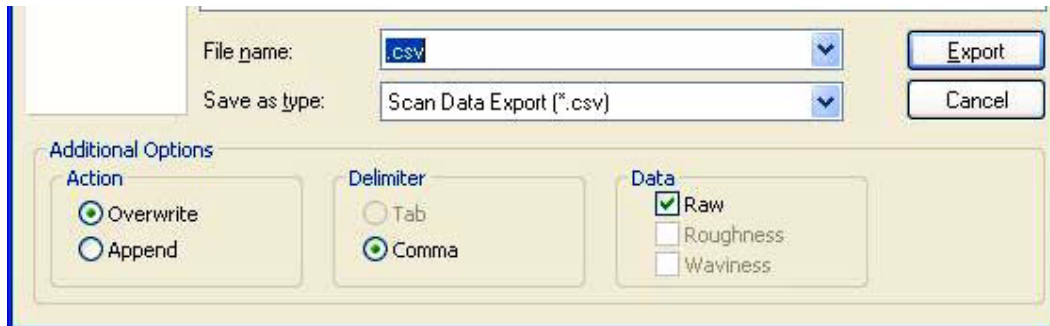 File name: .csv Export
Save as type: Scan Data Export (*.csv) Cancel
Additional Options
Action Delimiter Data
Overwrite Tab Raw
Append Comma Roughness
Waviness